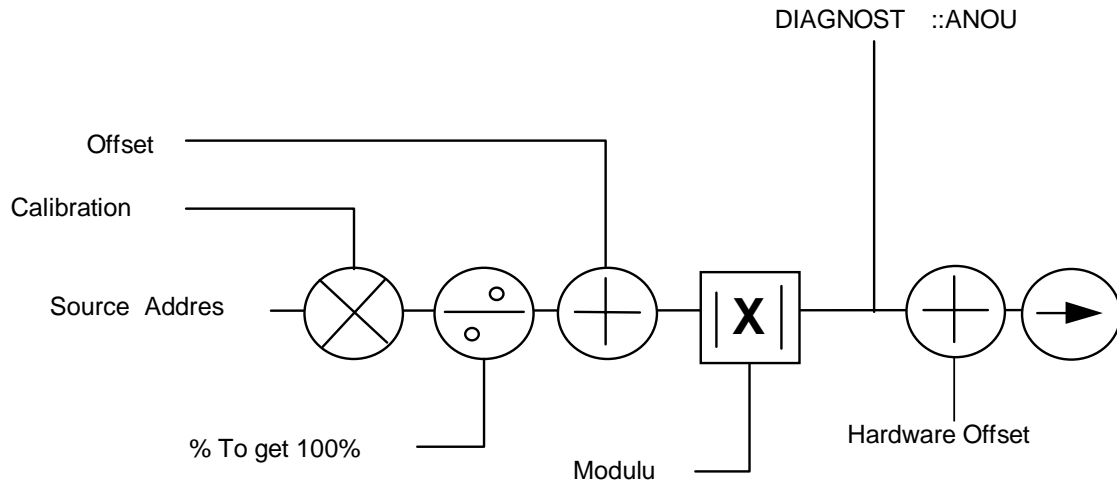 DIAGNOST ::ANOU
Offset
Calibration
Source Addres
X
% To get 100%
Hardware Offset
Modulu